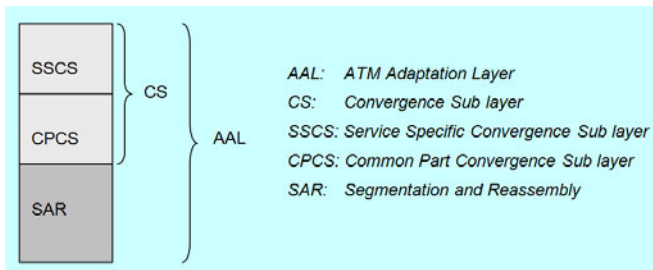 SSCS
CPCS
SAR
CS
AAL
AAL: ATM Adaptation Layer
CS: Convergence Sub layer
SSCS: Service Specific Convergence Sub layer
CPCS: Common Part Convergence Sub layer
SAR: Segmentation and Reassembly